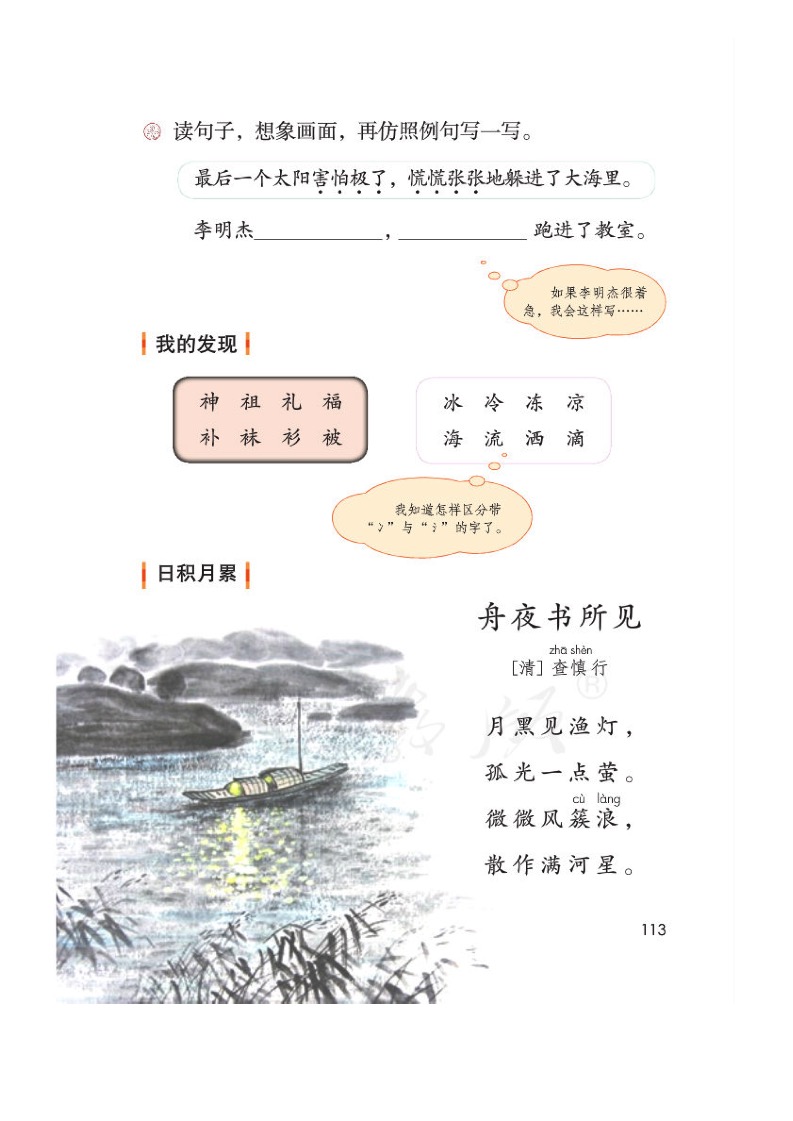 读句子，想象画面，再仿照例句写一写。
最后一个太阳害怕极了，慌慌张张地躲进了大海里。
李明杰____________，____________ 跑进了教室。
如果李明杰很着
急，我会这样写……
我的发现
神 祖 礼 福
补 袜 衫 被
冰 冷 冻 凉
海 流 洒 滴
我知道怎样区分带
“冫”与“氵”的字了。
日积月累
舟夜书所见
zhā shèn
［清］查慎行
月黑见渔灯，
孤光一点萤。
cù làng
微微风簇浪，
散作满河星。
113